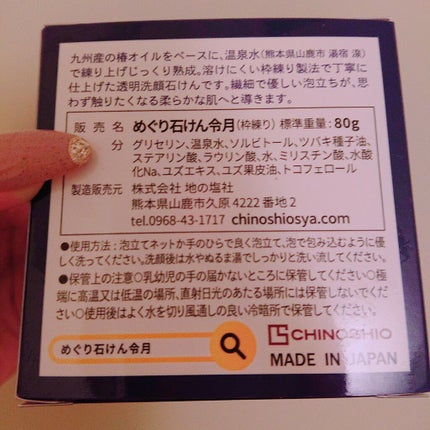 九州産の椿オイルをベースに、温泉水(熊本県山鹿市 湯宿 湶)
で練り上げじっくり熟成。溶けにくい枠練り製法で丁寧に
仕上げた透明洗顔石けんです。繊細で優しい泡立ちが、思
わず触りたくなる柔らかな肌へと導きます。
販売名 めぐり石けん令月(枠練り) 標準重量:80g
分 グリセリン、温泉水、ソルビトール、ツバキ種子油、
ステアリン酸、ラウリン酸、水、ミリスチン酸、水酸
化Na、ユズエキス、ユズ果皮油、トコフェロール
製造販売元 株式会社 地の塩社
熊本県山鹿市久原 4222 番地 2
tel.0968-43-1717 chinoshiosya.com
●使用方法:泡立てネットか手のひらで良く泡立て、泡で包み込むように優
しく洗ってください。洗顔後は水やぬるま湯でしっかりと洗い流してください。
●保管上の注意○乳幼児の手の届かないところに保管してください○極
端に高温又は低温の場所、直射日光のあたる場所には保管しないでくだ
さい○使用後はよく水を切り風通しの良い冷暗所で保管してください。
めぐり石けん令月
CHINOSHIO
MADE IN JAPAN